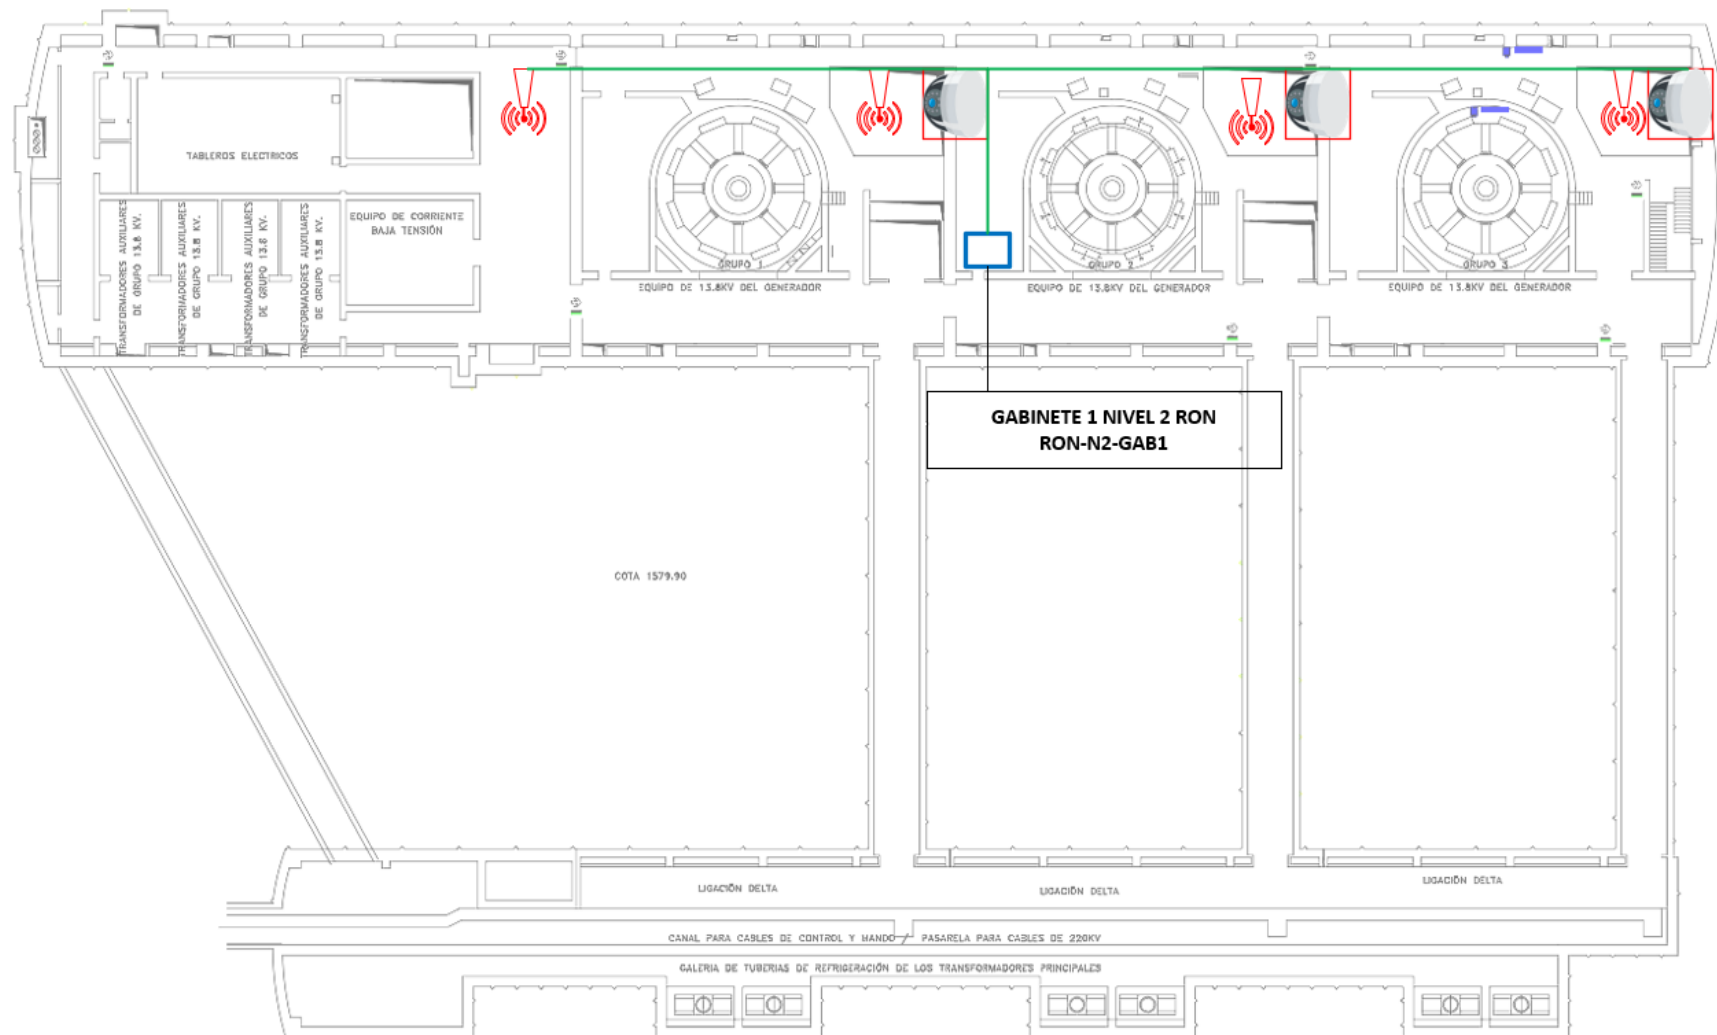 TABLEROS ELECTRICOS
EQUIPO DE CORRIENTE
BAJA TENSIÓN
TRANSFORMADORES AUXILIARES
DE GRUPO 13.8 KV.
TRANSFORMADORES AUXILIARES
DE GRUPO 13.8 KV.
TRANSFORMADORES AUXILIARES
DE GRUPO 13.8 KV.
TRANSFORMADORES AUXILIARES
DE GRUPO 13.8 KV.
GRUPO 1
EQUIPO DE 13.8KV DEL GENERADOR
GRUPO 2
EQUIPO DE 13.8KV DEL GENERADOR
GRUPO 3
EQUIPO DE 13.8KV DEL GENERADOR
GABINETE 1 NIVEL 2 RON
RON-N2-GAB1
COTA 1579.90
LIGACIÓN DELTA
LIGACIÓN DELTA
LIGACIÓN DELTA
CANAL PARA CABLES DE CONTROL Y MANDO / PASARELA PARA CABLES DE 220KV
GALERIA DE TUBERIAS DE REFRIGERACIÓN DE LOS TRANSFORMADORES PRINCIPALES